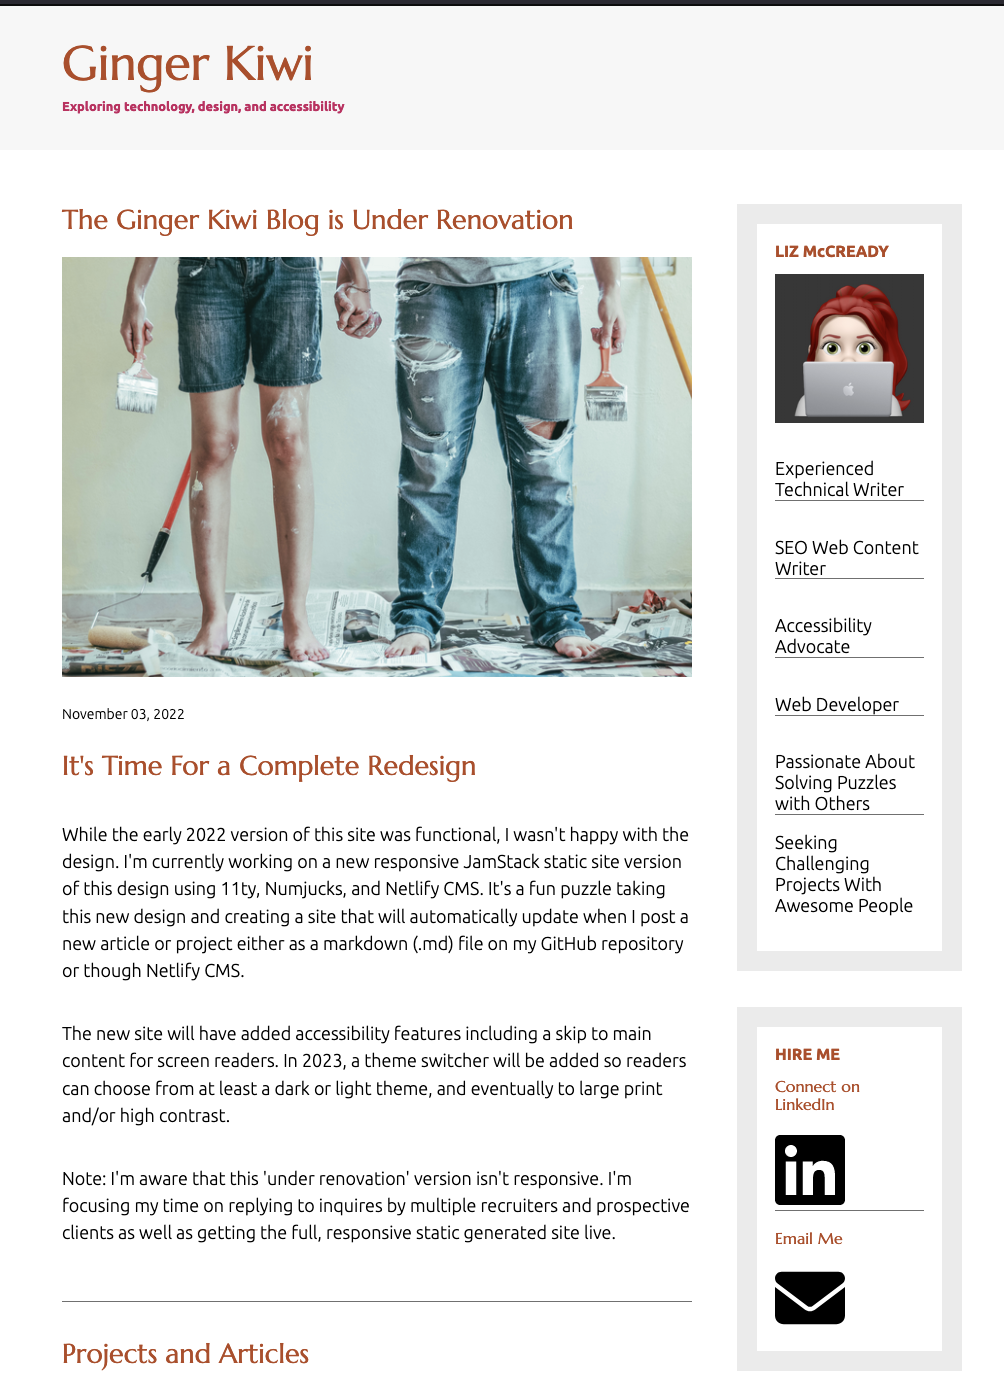 Ginger Kiwi
Exploring technology, design, and accessibility
The Ginger Kiwi Blog is Under Renovation
November 03, 2022
It's Time For a Complete Redesign
While the early 2022 version of this site was functional, I wasn't happy with the
design. I'm currently working on a new responsive JamStack static site version
of this design using 11ty, Numjucks, and Netlify CMS. It's a fun puzzle taking
this new design and creating a site that will automatically update when I post a
new article or project either as a markdown (.md) file on my GitHub repository
or though Netlify CMS.
The new site will have added accessibility features including a skip to main
content for screen readers. In 2023, a theme switcher will be added so readers
can choose from at least a dark or light theme, and eventually to large print
and/or high contrast.
Note: I'm aware that this 'under renovation' version isn't responsive. I'm
focusing my time on replying to inquires by multiple recruiters and prospective
clients as well as getting the full, responsive static generated site live.
Projects and Articles
LIZ McCREADY
Experienced
Technical Writer
SEO Web Content
Writer
Accessibility
Advocate
Web Developer
Passionate About
Solving Puzzles
with Others
Seeking
Challenging
Projects With
Awesome People
HIRE ME
Connect on
LinkedIn
in
Email Me